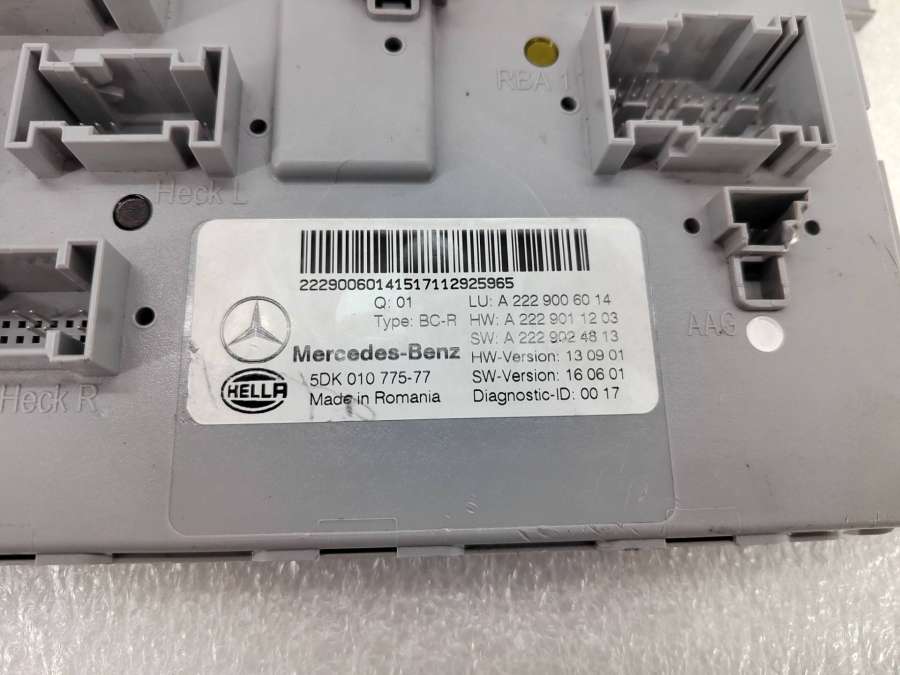 RBA 1
Heck L
222900601415171129 25965
Q: 01
LU: A 222 900 60 14
Type: BC-R
HW: A 222 901 12 03
AAG
SW: A 222 902 48 13
Mercedes-Benz
HW-Version: 13 09 01
HELLA
5DK 010 775-77
SW-Version: 16 06 01
Heck R
Made in Romania
Diagnostic-ID: 00 17